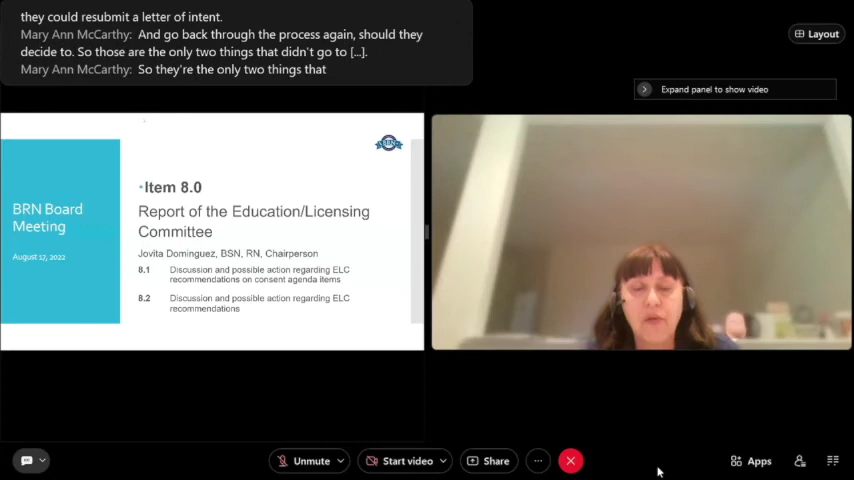 they could resubmit a letter of intent.
Mary Ann McCarthy: And go back through the process again, should they
decide to. So those are the only two things that didn't go to [...].
Mary Ann McCarthy: So they're the only two things that
Layout
Expand panel to show video
BRN
BRN Board
Meeting
August 17, 2022
•Item 8.0
Report of the Education/Licensing
Committee
Jovita Dominguez, BSN, RN, Chairperson
8.1 Discussion and possible action regarding ELC
recommendations on consent agenda items
8.2 Discussion and possible action regarding ELC
recommendations
Unmute
Start video
Share
Apps